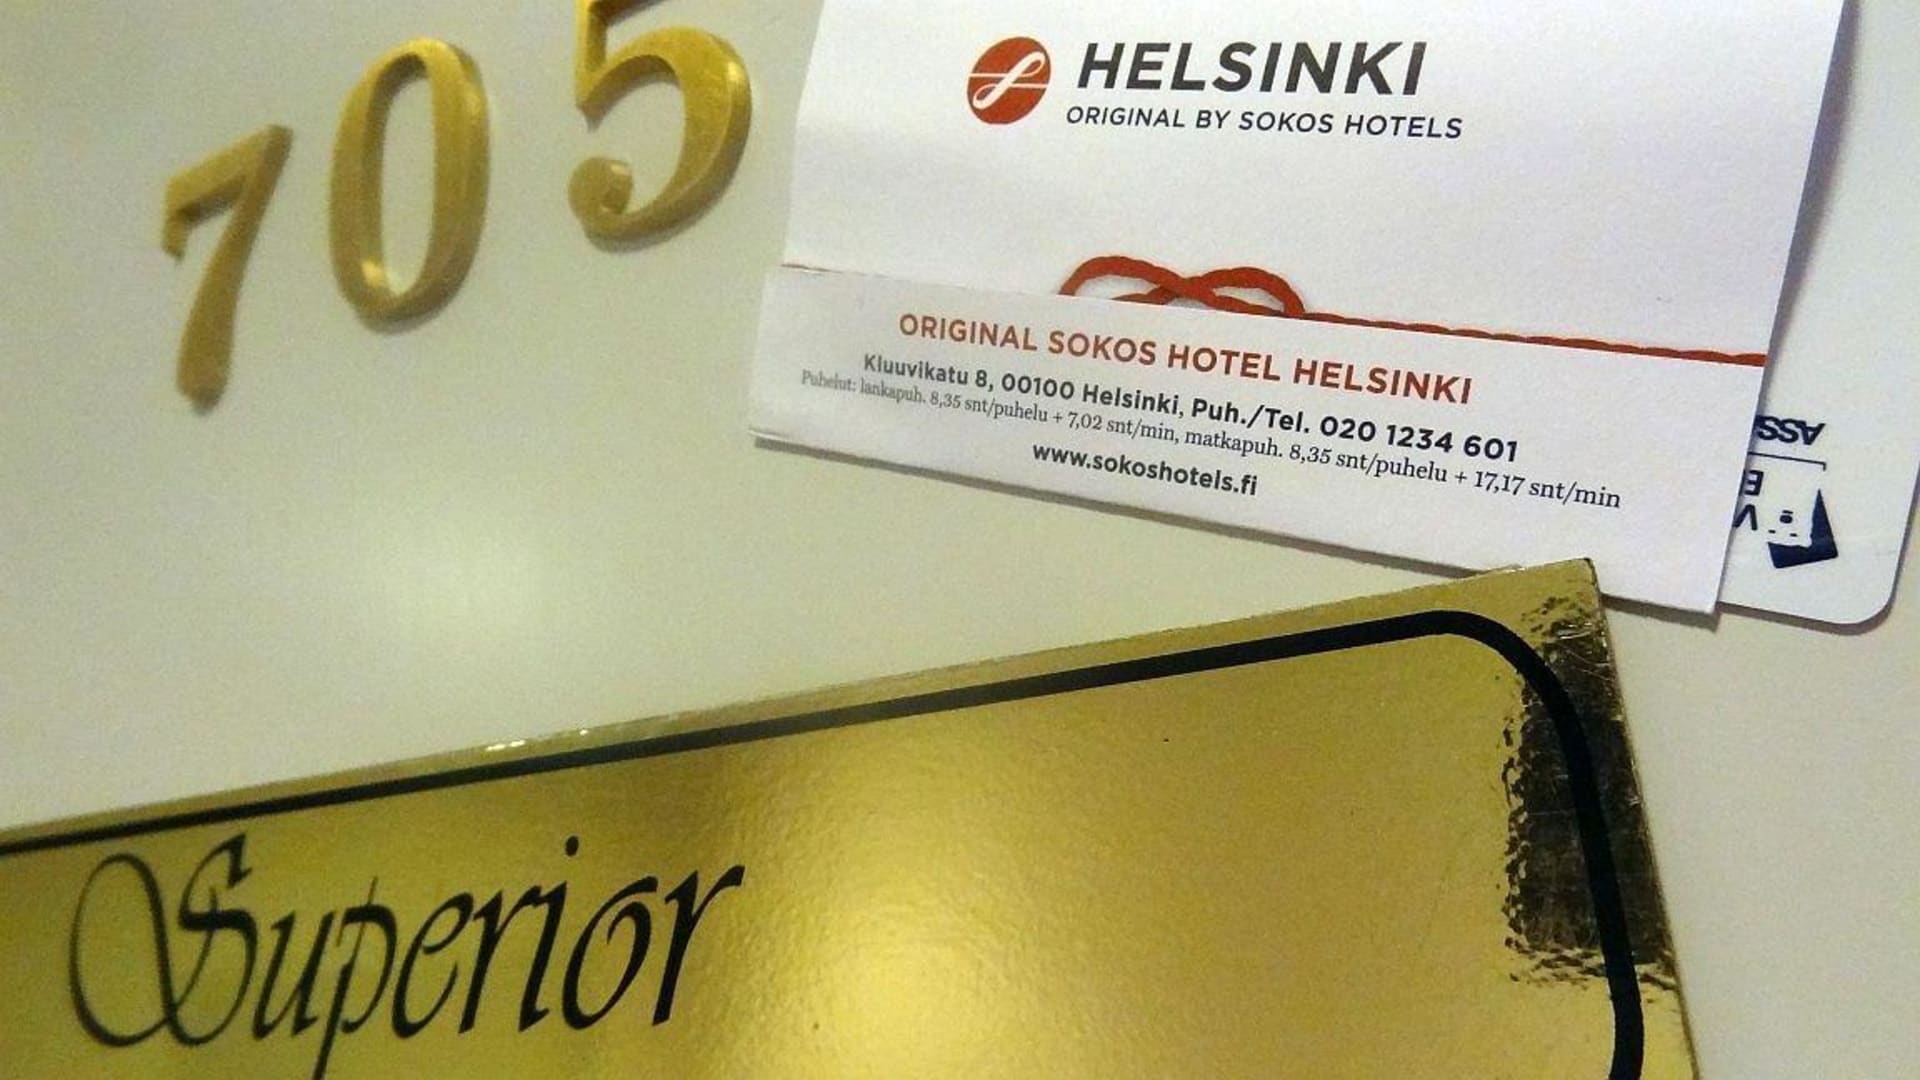 705
HELSINKI
ORIGINAL BY SOKOS HOTELS
ORIGINAL SOKOS HOTEL HELSINKI
Kluuvikatu 8, 00100 Helsinki, Puh./Tel. 020 1234 601
Puhelut: lankapuh. 8,35 snt/puhelu + 7,02 snt/min, matkapuh. 8,35 snt/puhelu + 17,17 snt/min
www.sokoshotels.fi
Superior